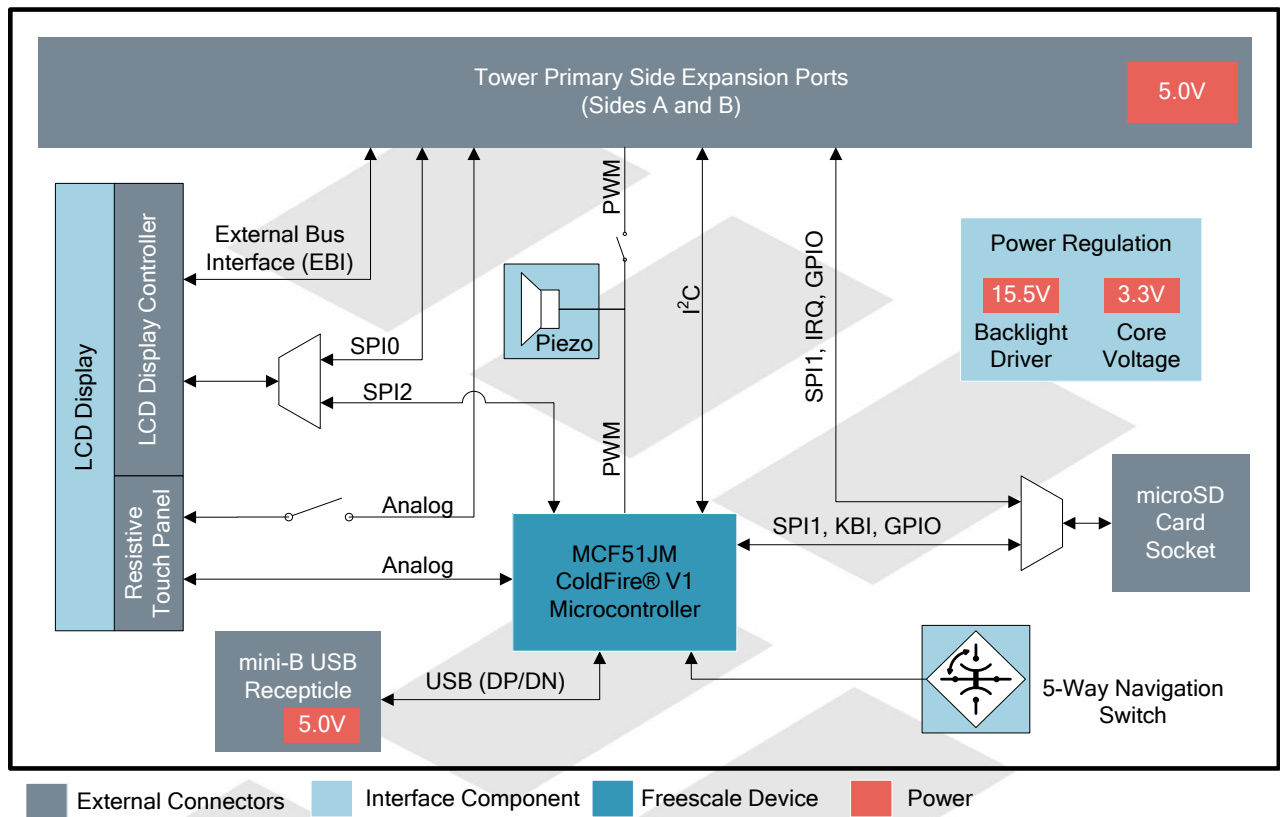 Tower Primary Side Expansion Ports
(Sides A and B)
5.0V
External Bus
Interface (EBI)
PWM
I²C
SPI1, IRQ, GPIO
Power Regulation
15.5V
3.3V
Backlight
Driver
Core
Voltage
LCD Display
LCD Display Controller
Piezo
SPI0
SPI2
PWM
Resistive
Touch Panel
Analog
Analog
MCF51JM
ColdFire® V1
Microcontroller
SPI1, KBI, GPIO
microSD
Card
Socket
mini-B USB
Recepticle
5.0V
USB (DP/DN)
5-Way Navigation
Switch
External Connectors
Interface Component
Freescale Device
Power